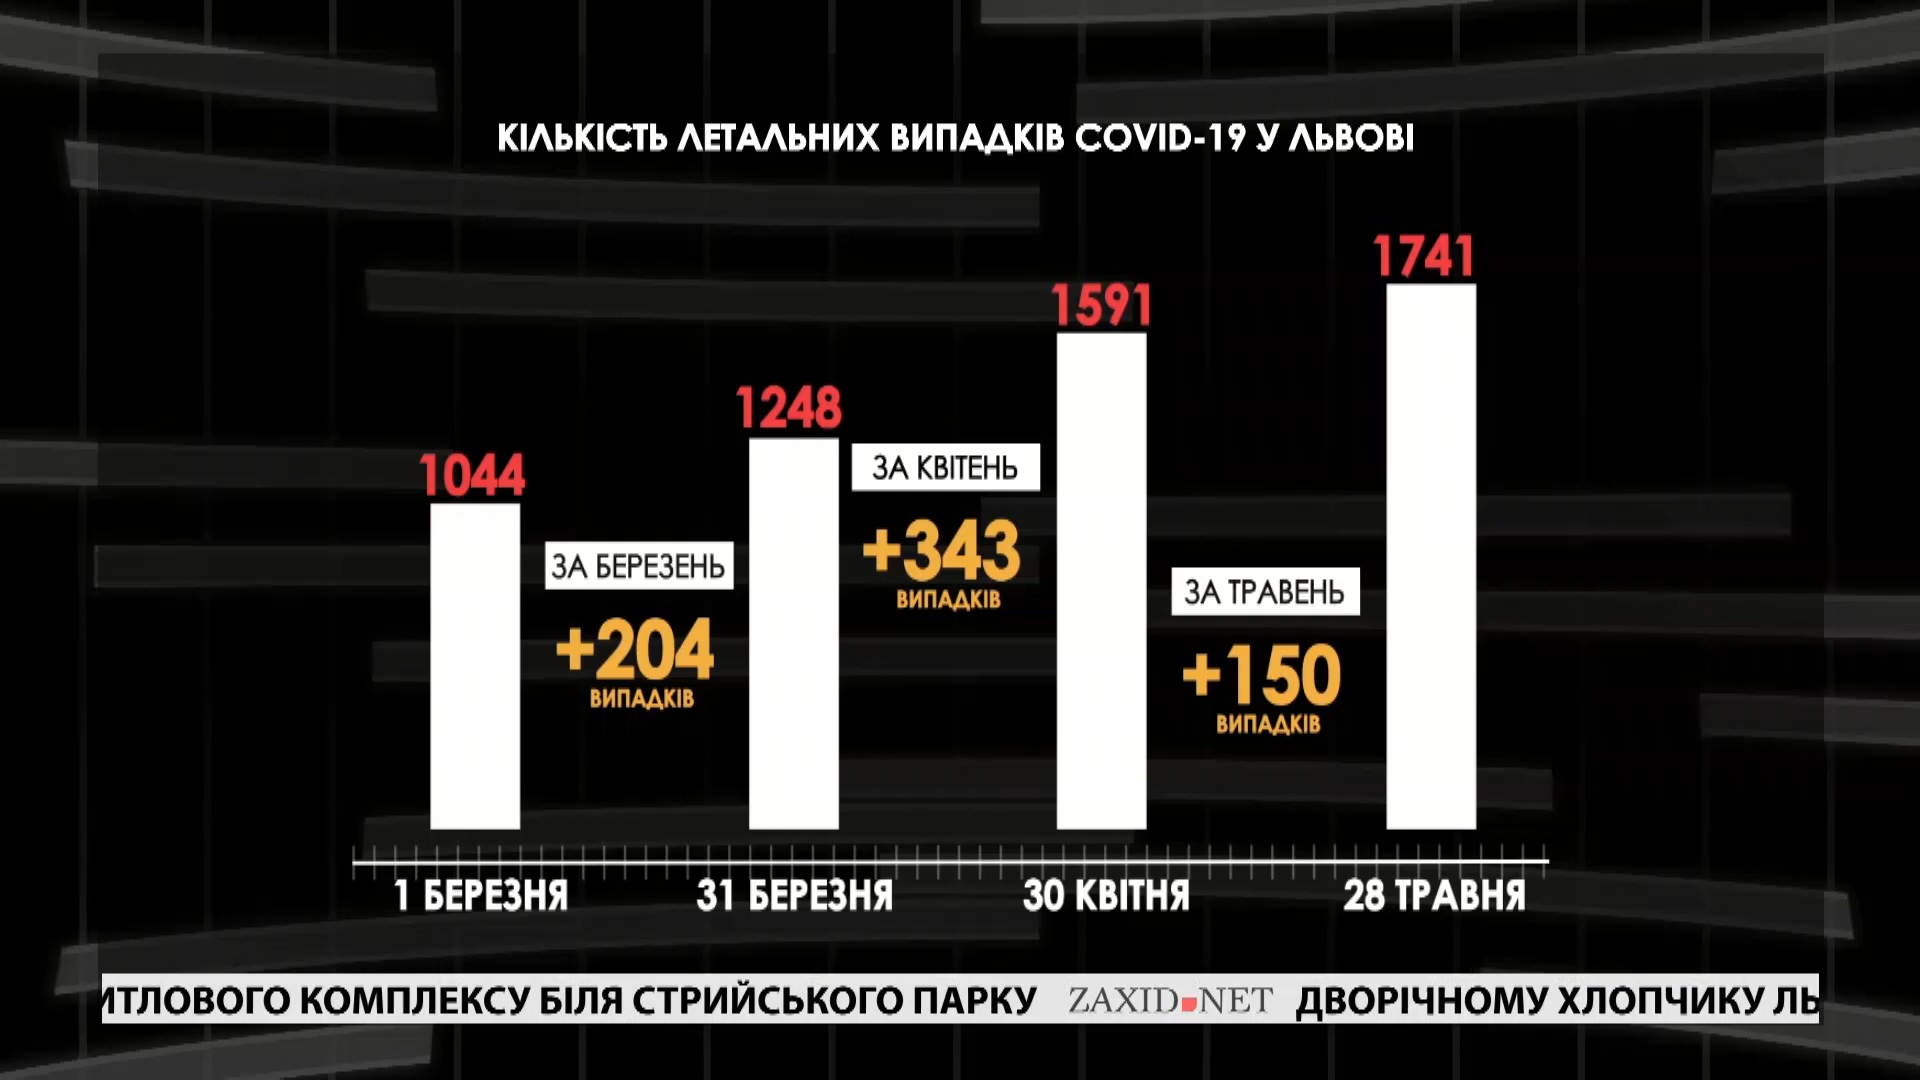 КІЛЬКІСТЬ ЛЕТАЛЬНИХ ВИПАДКІВ COVID-19 У ЛЬВОВІ
1044
ЗА БЕРЕЗЕНЬ
+204
ВИПАДКІВ
1248
ЗА КВІТЕНЬ
+343
ВИПАДКІВ
1591
ЗА ТРАВЕНЬ
+150
ВИПАДКІВ
1741
1 БЕРЕЗНЯ 31 БЕРЕЗНЯ 30 КВІТНЯ 28 ТРАВНЯ
ИТЛОВОГО КОМПЛЕКСУ БІЛЯ СТРИЙСЬКОГО ПАРКУ ZAXID.NET ДВОРІЧНОМУ ХЛОПЧИКУ ЛЬ